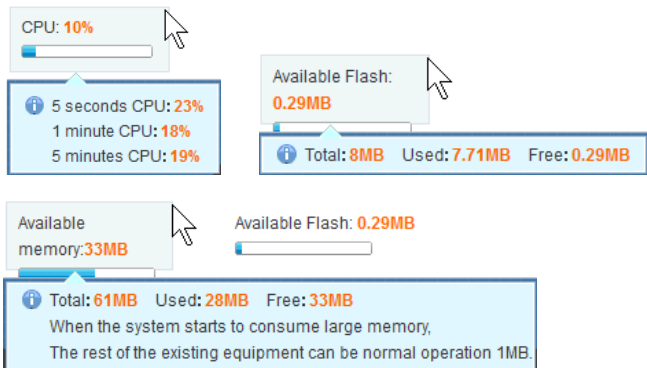 CPU: 10%
5 seconds CPU: 23%
1 minute CPU: 18%
5 minutes CPU: 19%
Available Flash:
0.29MB
Total: 8MB Used: 7.71MB Free: 0.29MB
Available
memory:33MB
Available Flash: 0.29MB
Total: 61MB Used: 28MB Free: 33MB
When the system starts to consume large memory,
The rest of the existing equipment can be normal operation 1MB.